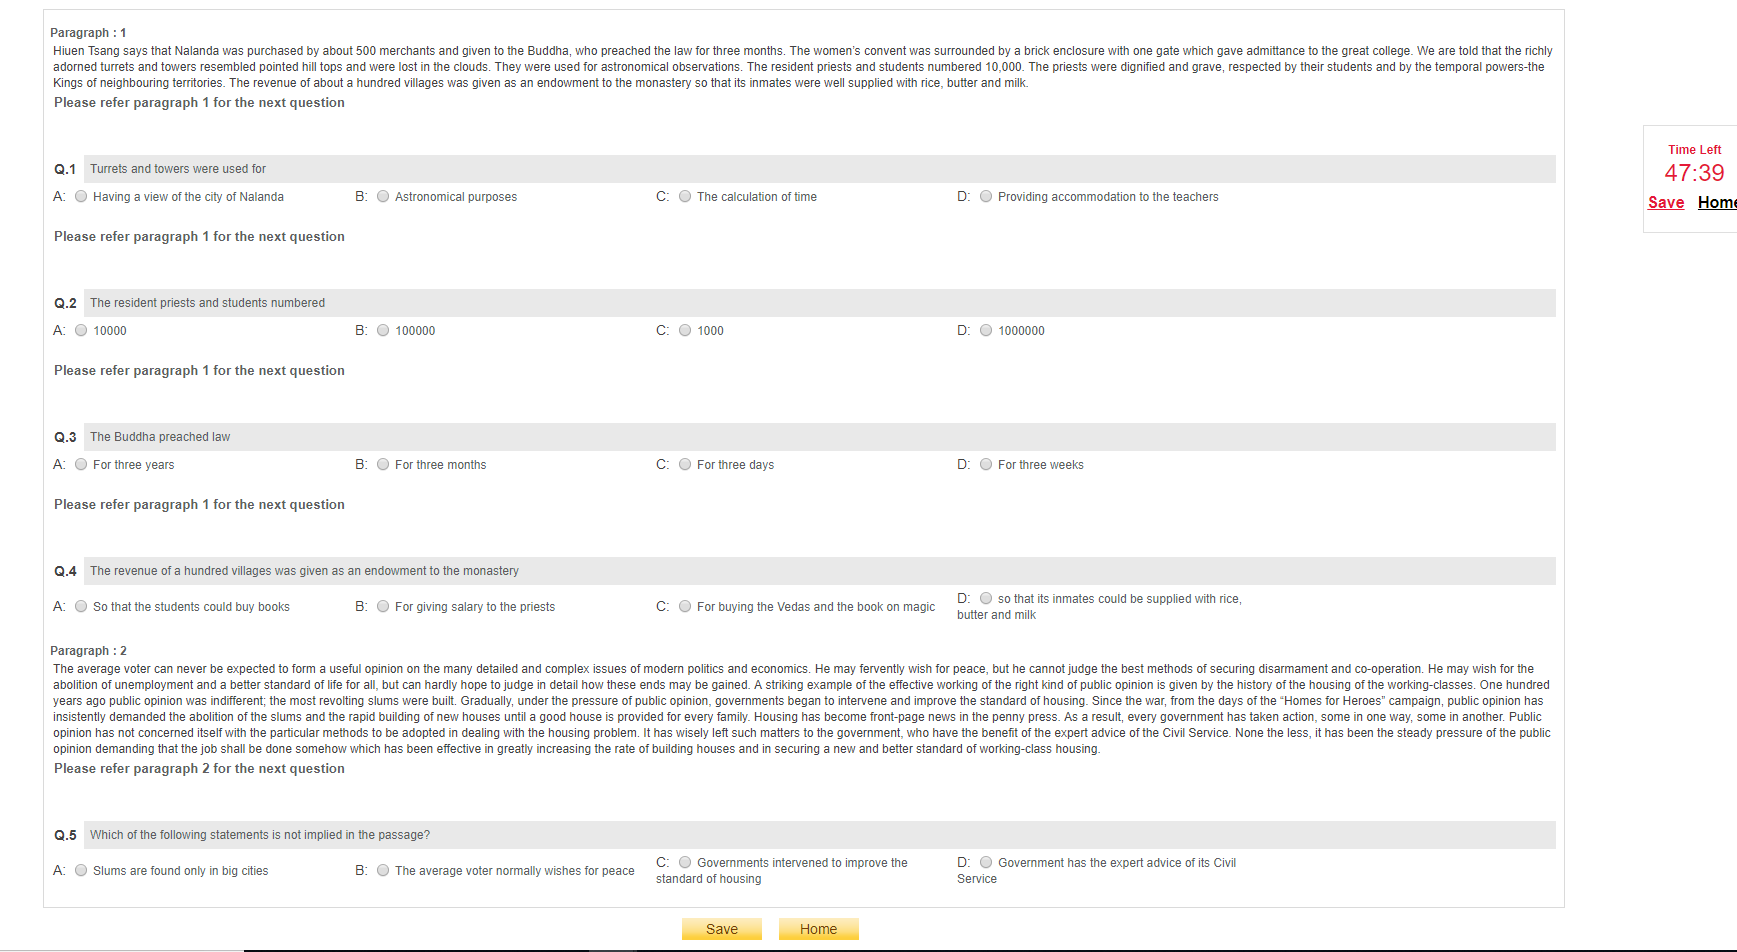 Paragraph : 1
Hiuen Tsang says that Nalanda was purchased by about 500 merchants and given to the Buddha, who preached the law for three months. The women's convent was surrounded by a brick enclosure with one gate which gave admittance to the great college. We are told that the richly
adorned turrets and towers resembled pointed hill tops and were lost in the clouds. They were used for astronomical observations. The resident priests and students numbered 10,000. The priests were dignified and grave, respected by their students and by the temporal powers-the
Kings of neighbouring territories. The revenue of about a hundred villages was given as an endowment to the monastery so that its inmates were well supplied with rice, butter and milk.
Please refer paragraph 1 for the next question
Time Left
47:39
Save Home
Q.1 Turrets and towers were used for
A: Having a view of the city of Nalanda B: Astronomical purposes C: The calculation of time D: Providing accommodation to the teachers
Please refer paragraph 1 for the next question
Q.2 The resident priests and students numbered
A: 10000 B: 100000 C: 1000 D: 1000000
Please refer paragraph 1 for the next question
Q.3 The Buddha preached law
A: For three years B: For three months C: For three days D: For three weeks
Please refer paragraph 1 for the next question
Q.4 The revenue of a hundred villages was given as an endowment to the monastery
A: So that the students could buy books B: For giving salary to the priests C: For buying the Vedas and the book on magic D: so that its inmates could be supplied with rice,
butter and milk
Paragraph : 2
The average voter can never be expected to form a useful opinion on the many detailed and complex issues of modern politics and economics. He may fervently wish for peace, but he cannot judge the best methods of securing disarmament and co-operation. He may wish for the
abolition of unemployment and a better standard of life for all, but can hardly hope to judge in detail how these ends may be gained. A striking example of the effective working of the right kind of public opinion is given by the history of the housing of the working-classes. One hundred
years ago public opinion was indifferent; the most revolting slums were built. Gradually, under the pressure of public opinion, governments began to intervene and improve the standard of housing. Since the war, from the days of the “Homes for Heroes” campaign, public opinion has
insistently demanded the abolition of the slums and the rapid building of new houses until a good house is provided for every family. Housing has become front-page news in the penny press. As a result, every government has taken action, some in one way, some in another. Public
opinion has not concerned itself with the particular methods to be adopted in dealing with the housing problem. It has wisely left such matters to the government, who have the benefit of the expert advice of the Civil Service. None the less, it has been the steady pressure of the public
opinion demanding that the job shall be done somehow which has been effective in greatly increasing the rate of building houses and in securing a new and better standard of working-class housing.
Please refer paragraph 2 for the next question
Q.5 Which of the following statements is not implied in the passage?
A: Slums are found only in big cities B: The average voter normally wishes for peace C: Governments intervened to improve the
standard of housing D: Government has the expert advice of its Civil
Service
Save Home